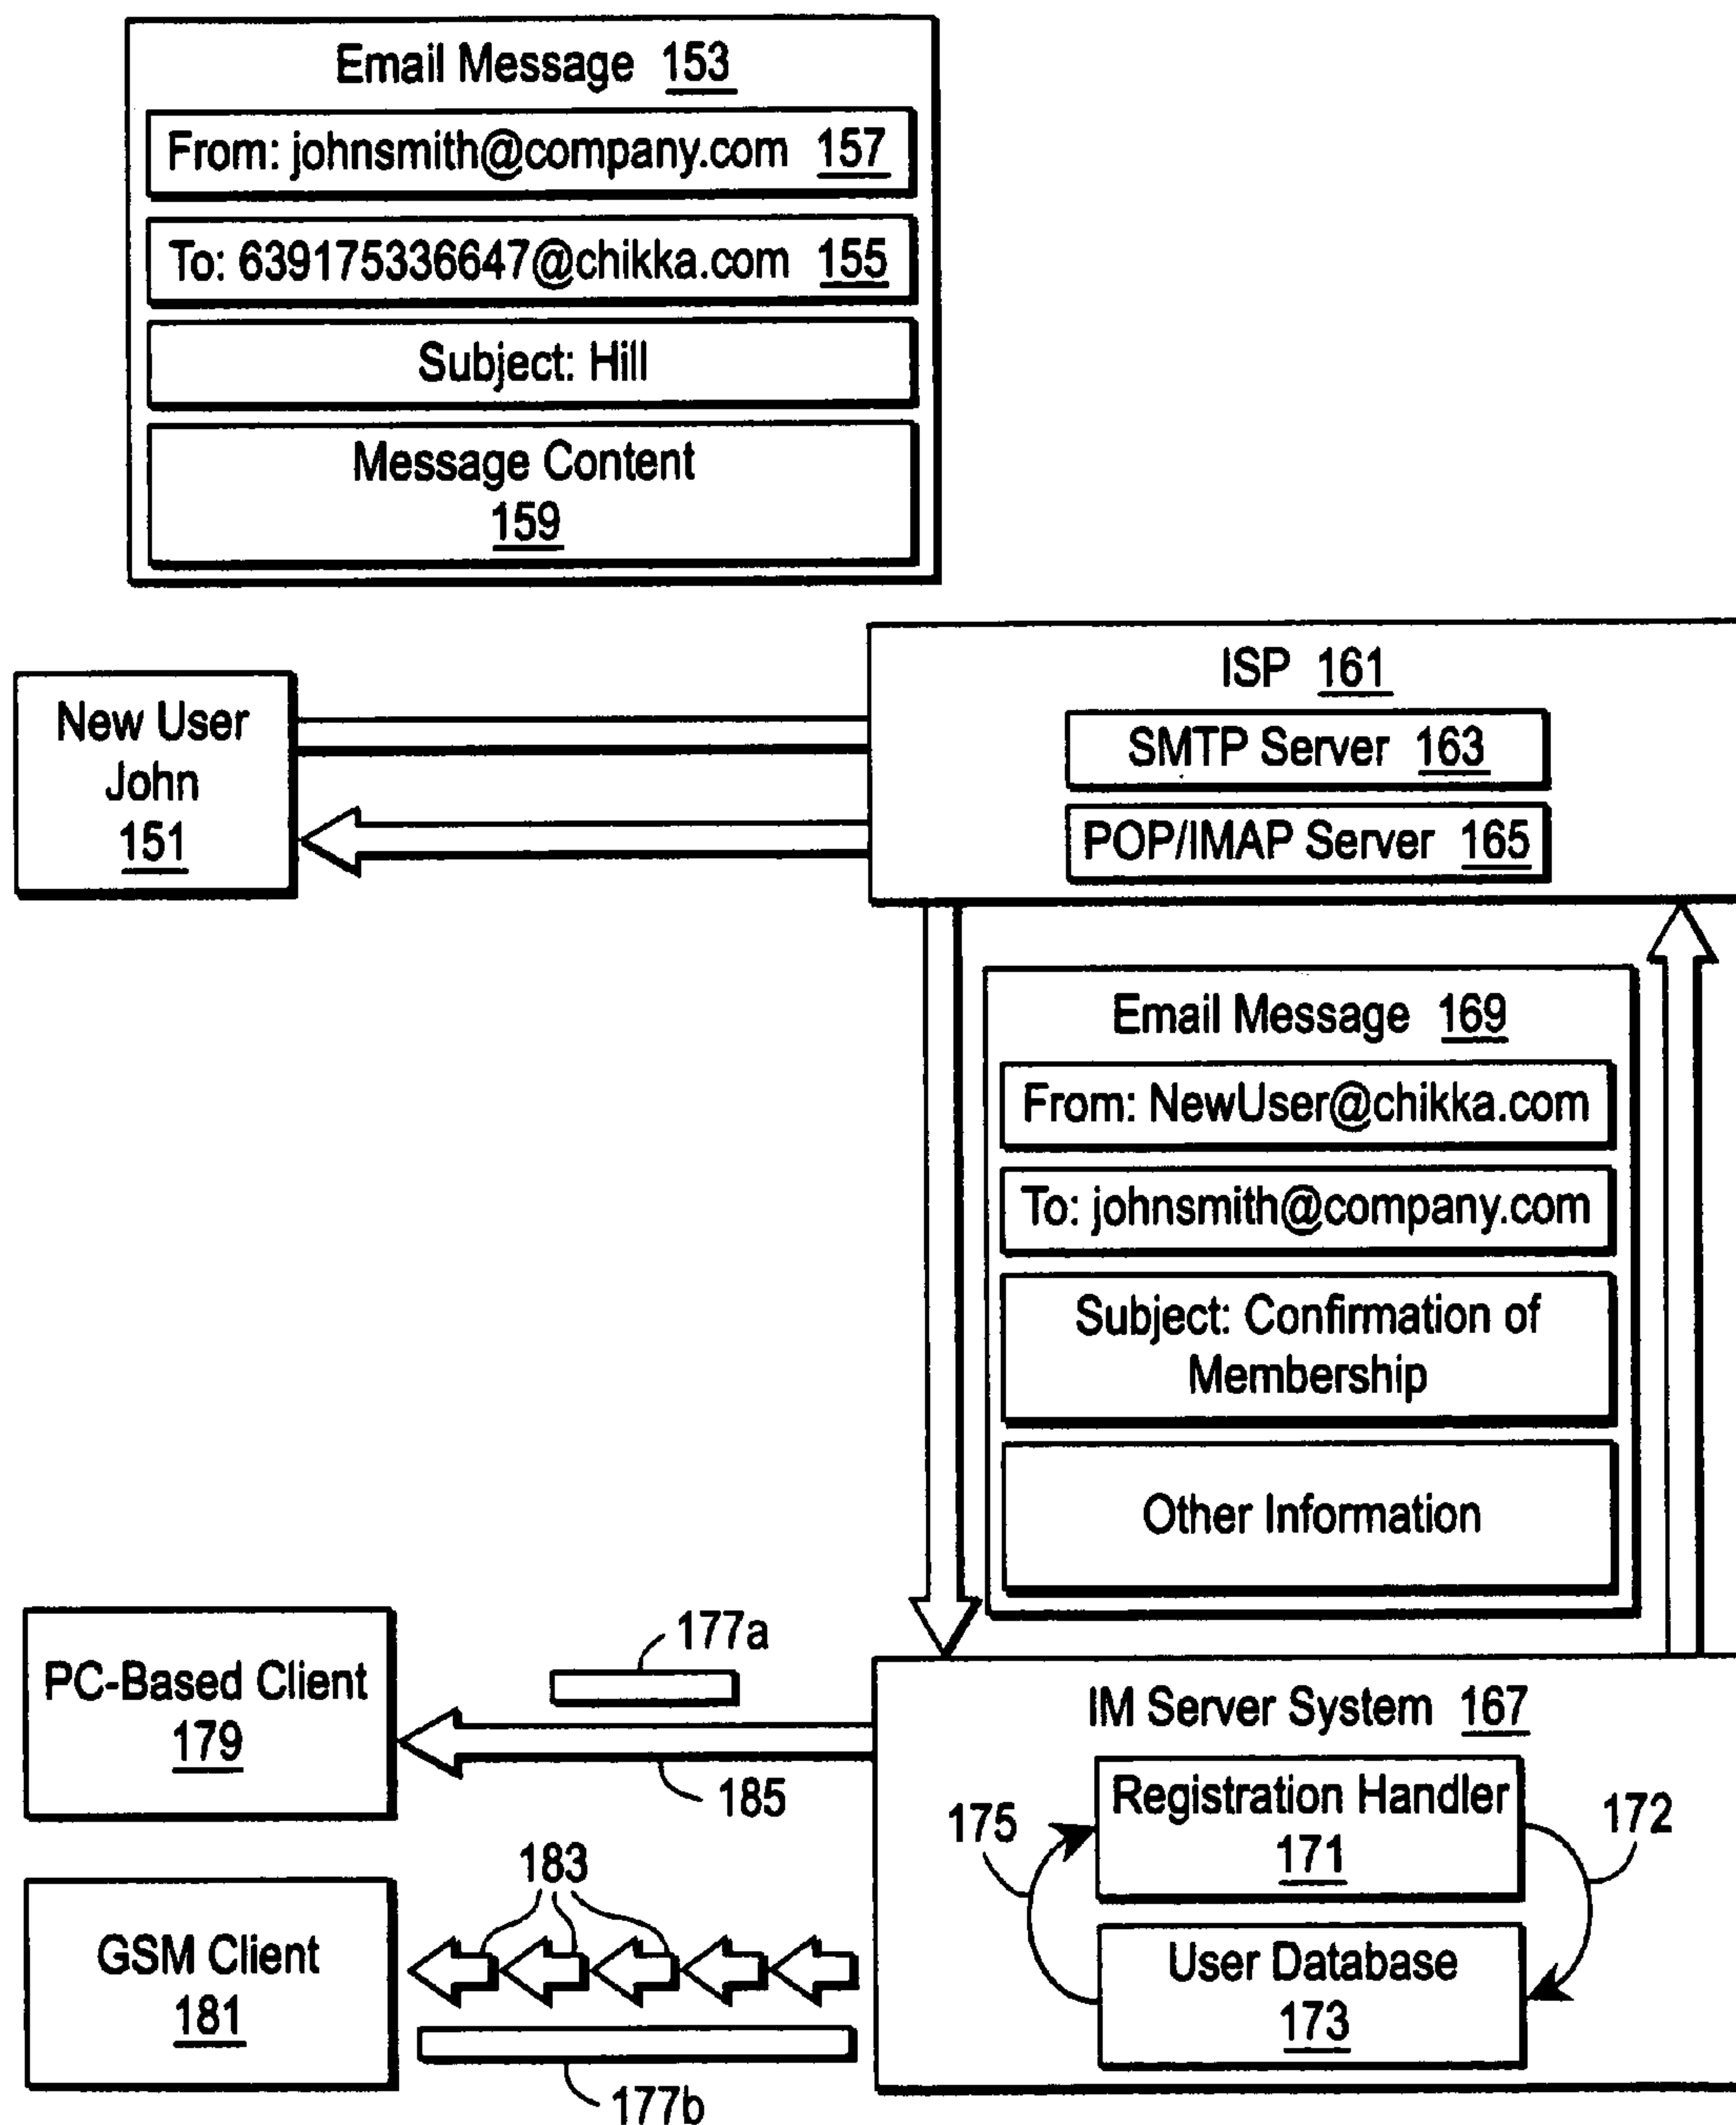 Email Message 153
From: johnsmith@company.com 157
To: 639175336647@chikka.com 155
Subject: Hill
Message Content
159
New User
John
151
ISP 161
SMTP Server 163
POP/IMAP Server 165
Email Message 169
From: NewUser@chikka.com
To: johnsmith@company.com
Subject: Confirmation of
Membership
Other Information
PC-Based Client
179
177a
185
IM Server System 167
Registration Handler
171
175
172
User Database
173
GSM Client
181
183
177b